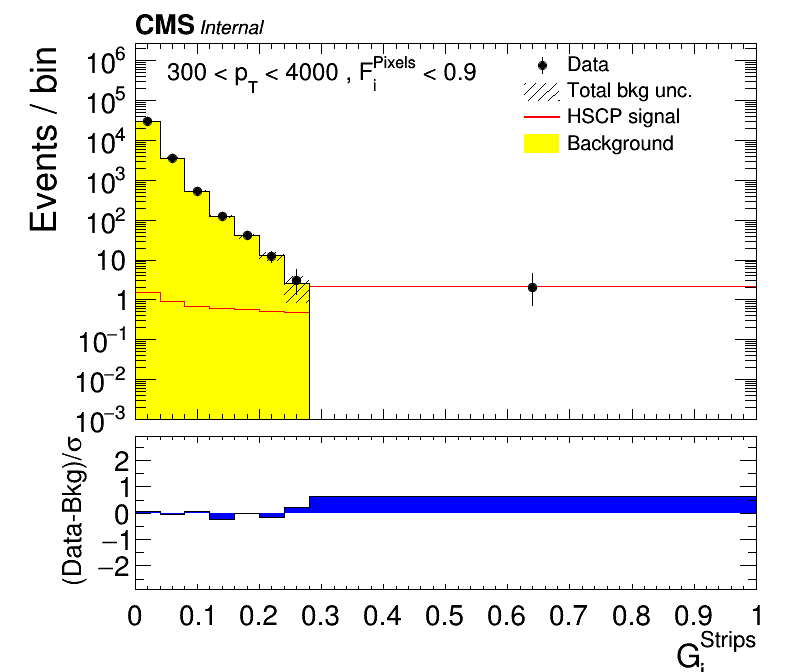 CMS Internal
300 < p_T < 4000 , F_i^Pixels < 0.9
Data
Total bkg unc.
HSCP signal
Background
Events / bin
10^6
10^5
10^4
10^3
10^2
10
1
10^−1
10^−2
10^−3
(Data-Bkg)/σ
2
1
0
−1
−2
0 0.1 0.2 0.3 0.4 0.5 0.6 0.7 0.8 0.9 1
G_i^Strips